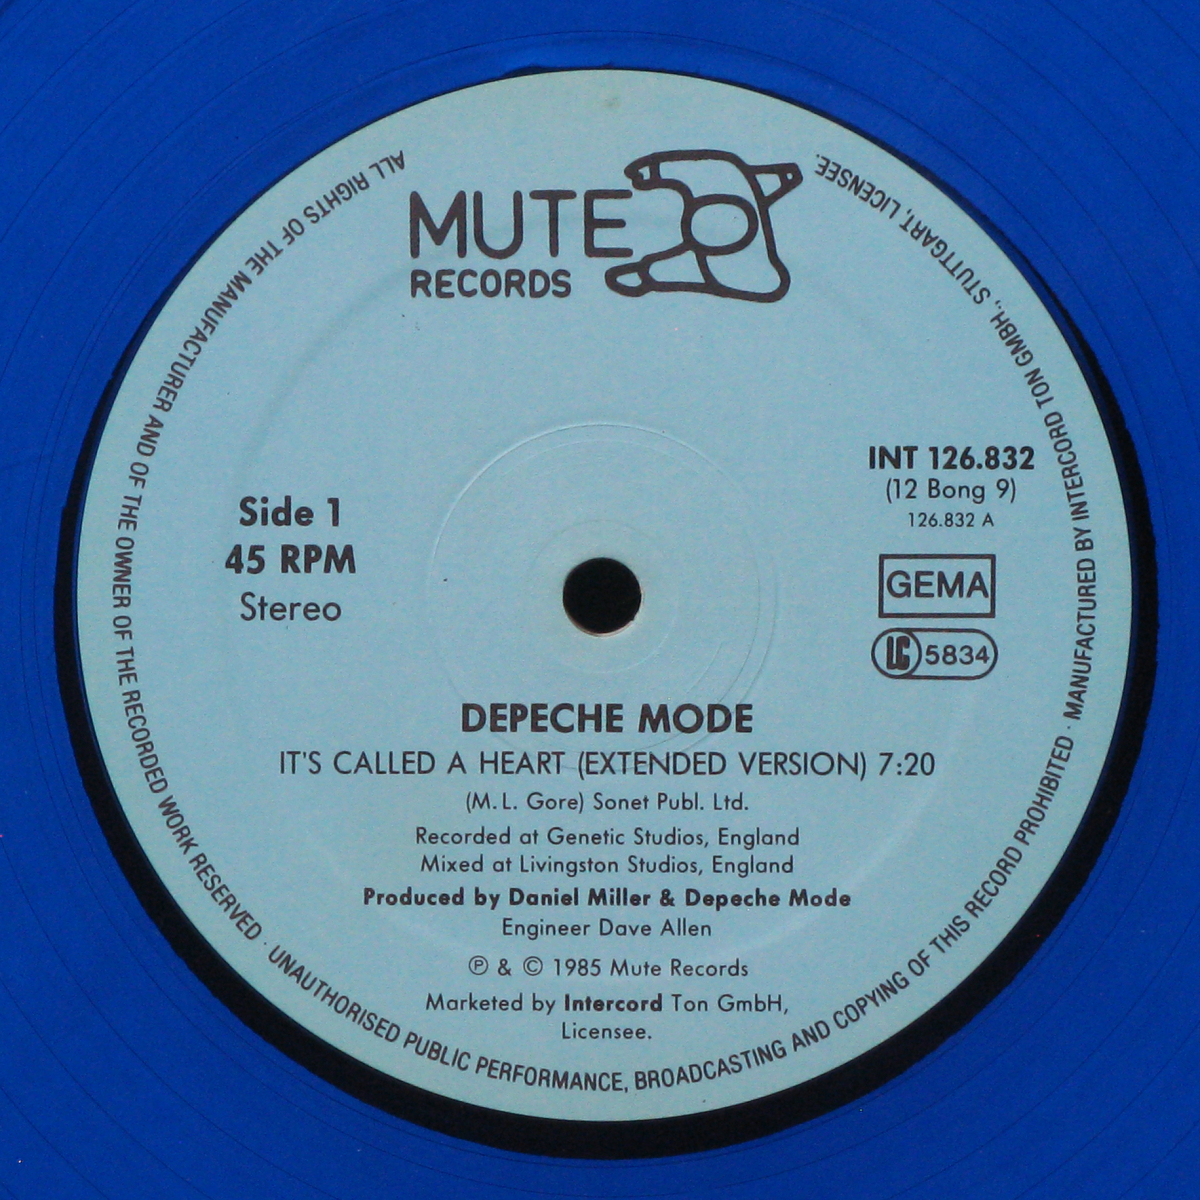 MUTE
RECORDS
INT 126.832
(12 Bong 9)
126.832 A
Side 1
45 RPM
Stereo
GEMA
LC 5834
DEPECHE MODE
IT'S CALLED A HEART (EXTENDED VERSION) 7:20
(M. L. Gore) Sonet Publ. Ltd.
Recorded at Genetic Studios, England
Mixed at Livingston Studios, England
Produced by Daniel Miller & Depeche Mode
Engineer Dave Allen
Ⓟ & © 1985 Mute Records
Marketed by Intercord Ton GmbH,
Licensee.
ALL RIGHTS OF THE MANUFACTURER AND OF THE OWNER OF THE RECORDED WORK RESERVED · UNAUTHORISED PUBLIC PERFORMANCE, BROADCASTING AND COPYING OF THIS RECORD PROHIBITED · MANUFACTURED BY INTERCORD TON GMBH., STUTTGART, LICENSEE.